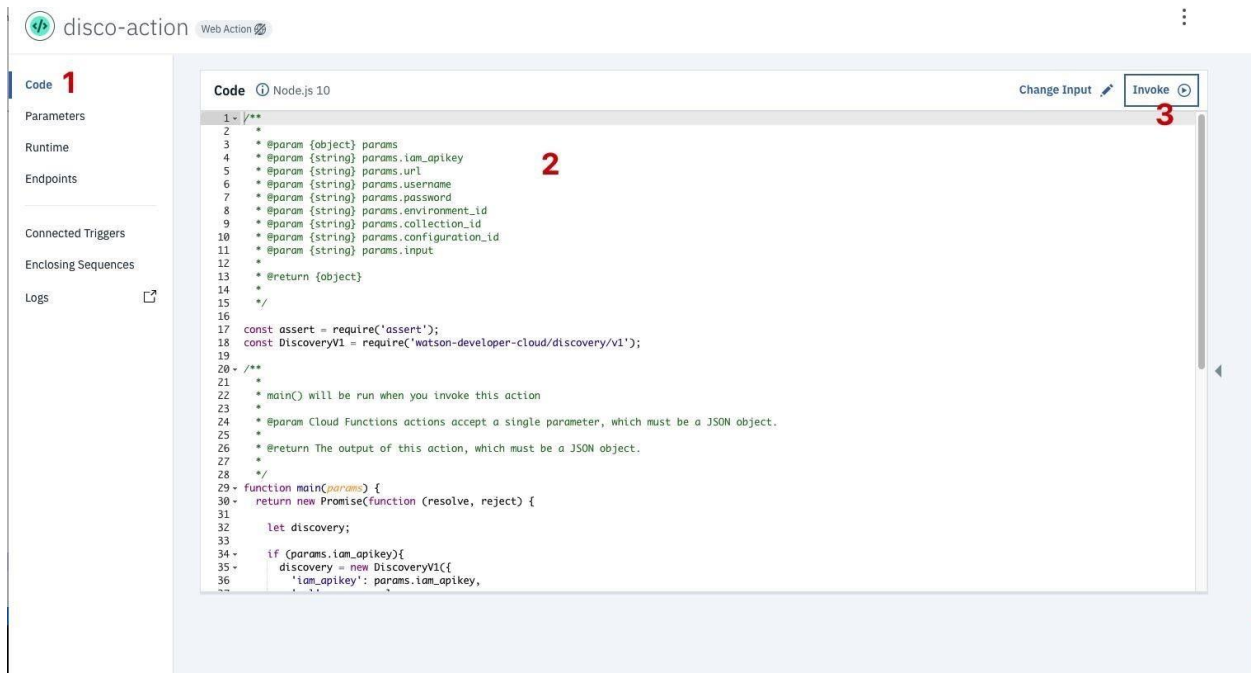 disco-action Web Action
Code 1
Parameters
Runtime
Endpoints
Connected Triggers
Enclosing Sequences
Logs
Code Node.js 10
Change Input
Invoke
3
2
1 /**
2 *
3 * @param {object} params
4 * @param {string} params.iam_apikey
5 * @param {string} params.url
6 * @param {string} params.username
7 * @param {string} params.password
8 * @param {string} params.environment_id
9 * @param {string} params.collection_id
10 * @param {string} params.configuration_id
11 * @param {string} params.input
12 *
13 * @return {object}
14 *
15 */
16
17 const assert = require('assert');
18 const DiscoveryV1 = require('watson-developer-cloud/discovery/v1');
19
20 /**
21 *
22 * main() will be run when you invoke this action
23 *
24 * @param Cloud Functions actions accept a single parameter, which must be a JSON object.
25 *
26 * @return The output of this action, which must be a JSON object.
27 *
28 */
29 function main(params) {
30 return new Promise(function (resolve, reject) {
31
32 let discovery;
33
34 if (params.iam_apikey){
35 discovery = new DiscoveryV1({
36 'iam_apikey': params.iam_apikey,